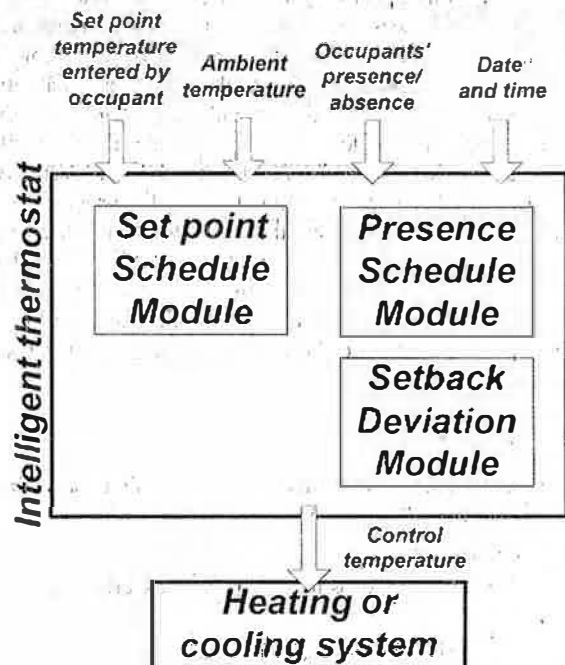 Set point
temperature
entered by
occupant
Ambient
temperature
Occupants'
presence/
absence
Date
and time
Intelligent thermostat
Set point
Schedule
Module
Presence
Schedule
Module
Setback
Deviation
Module
Control
temperature
Heating or
cooling system